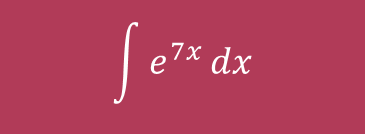 ∫ e^{7x} dx